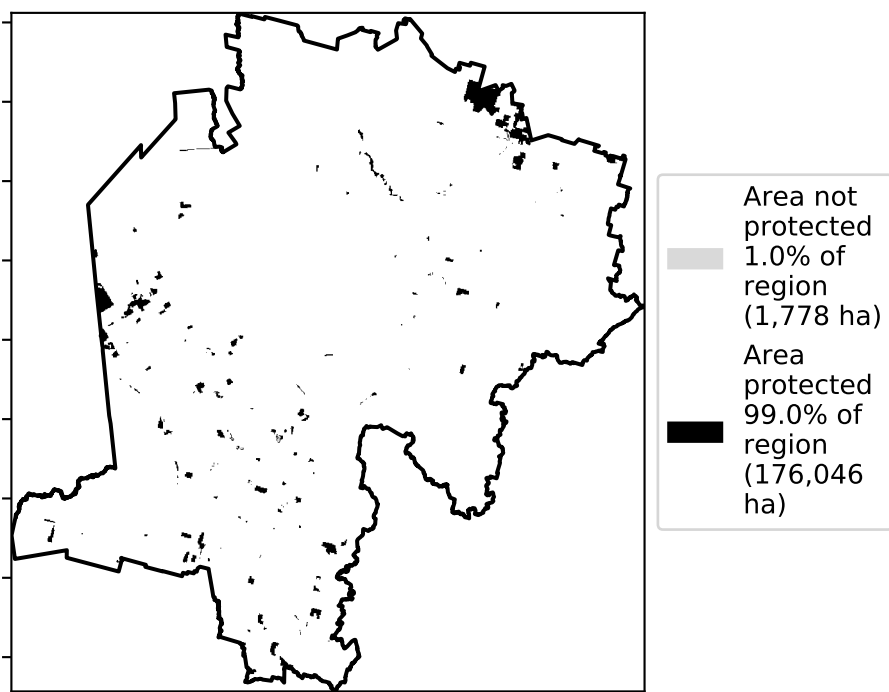 Area not
protected
1.0% of
region
(1,778 ha)
Area
protected
99.0% of
region
(176,046
ha)